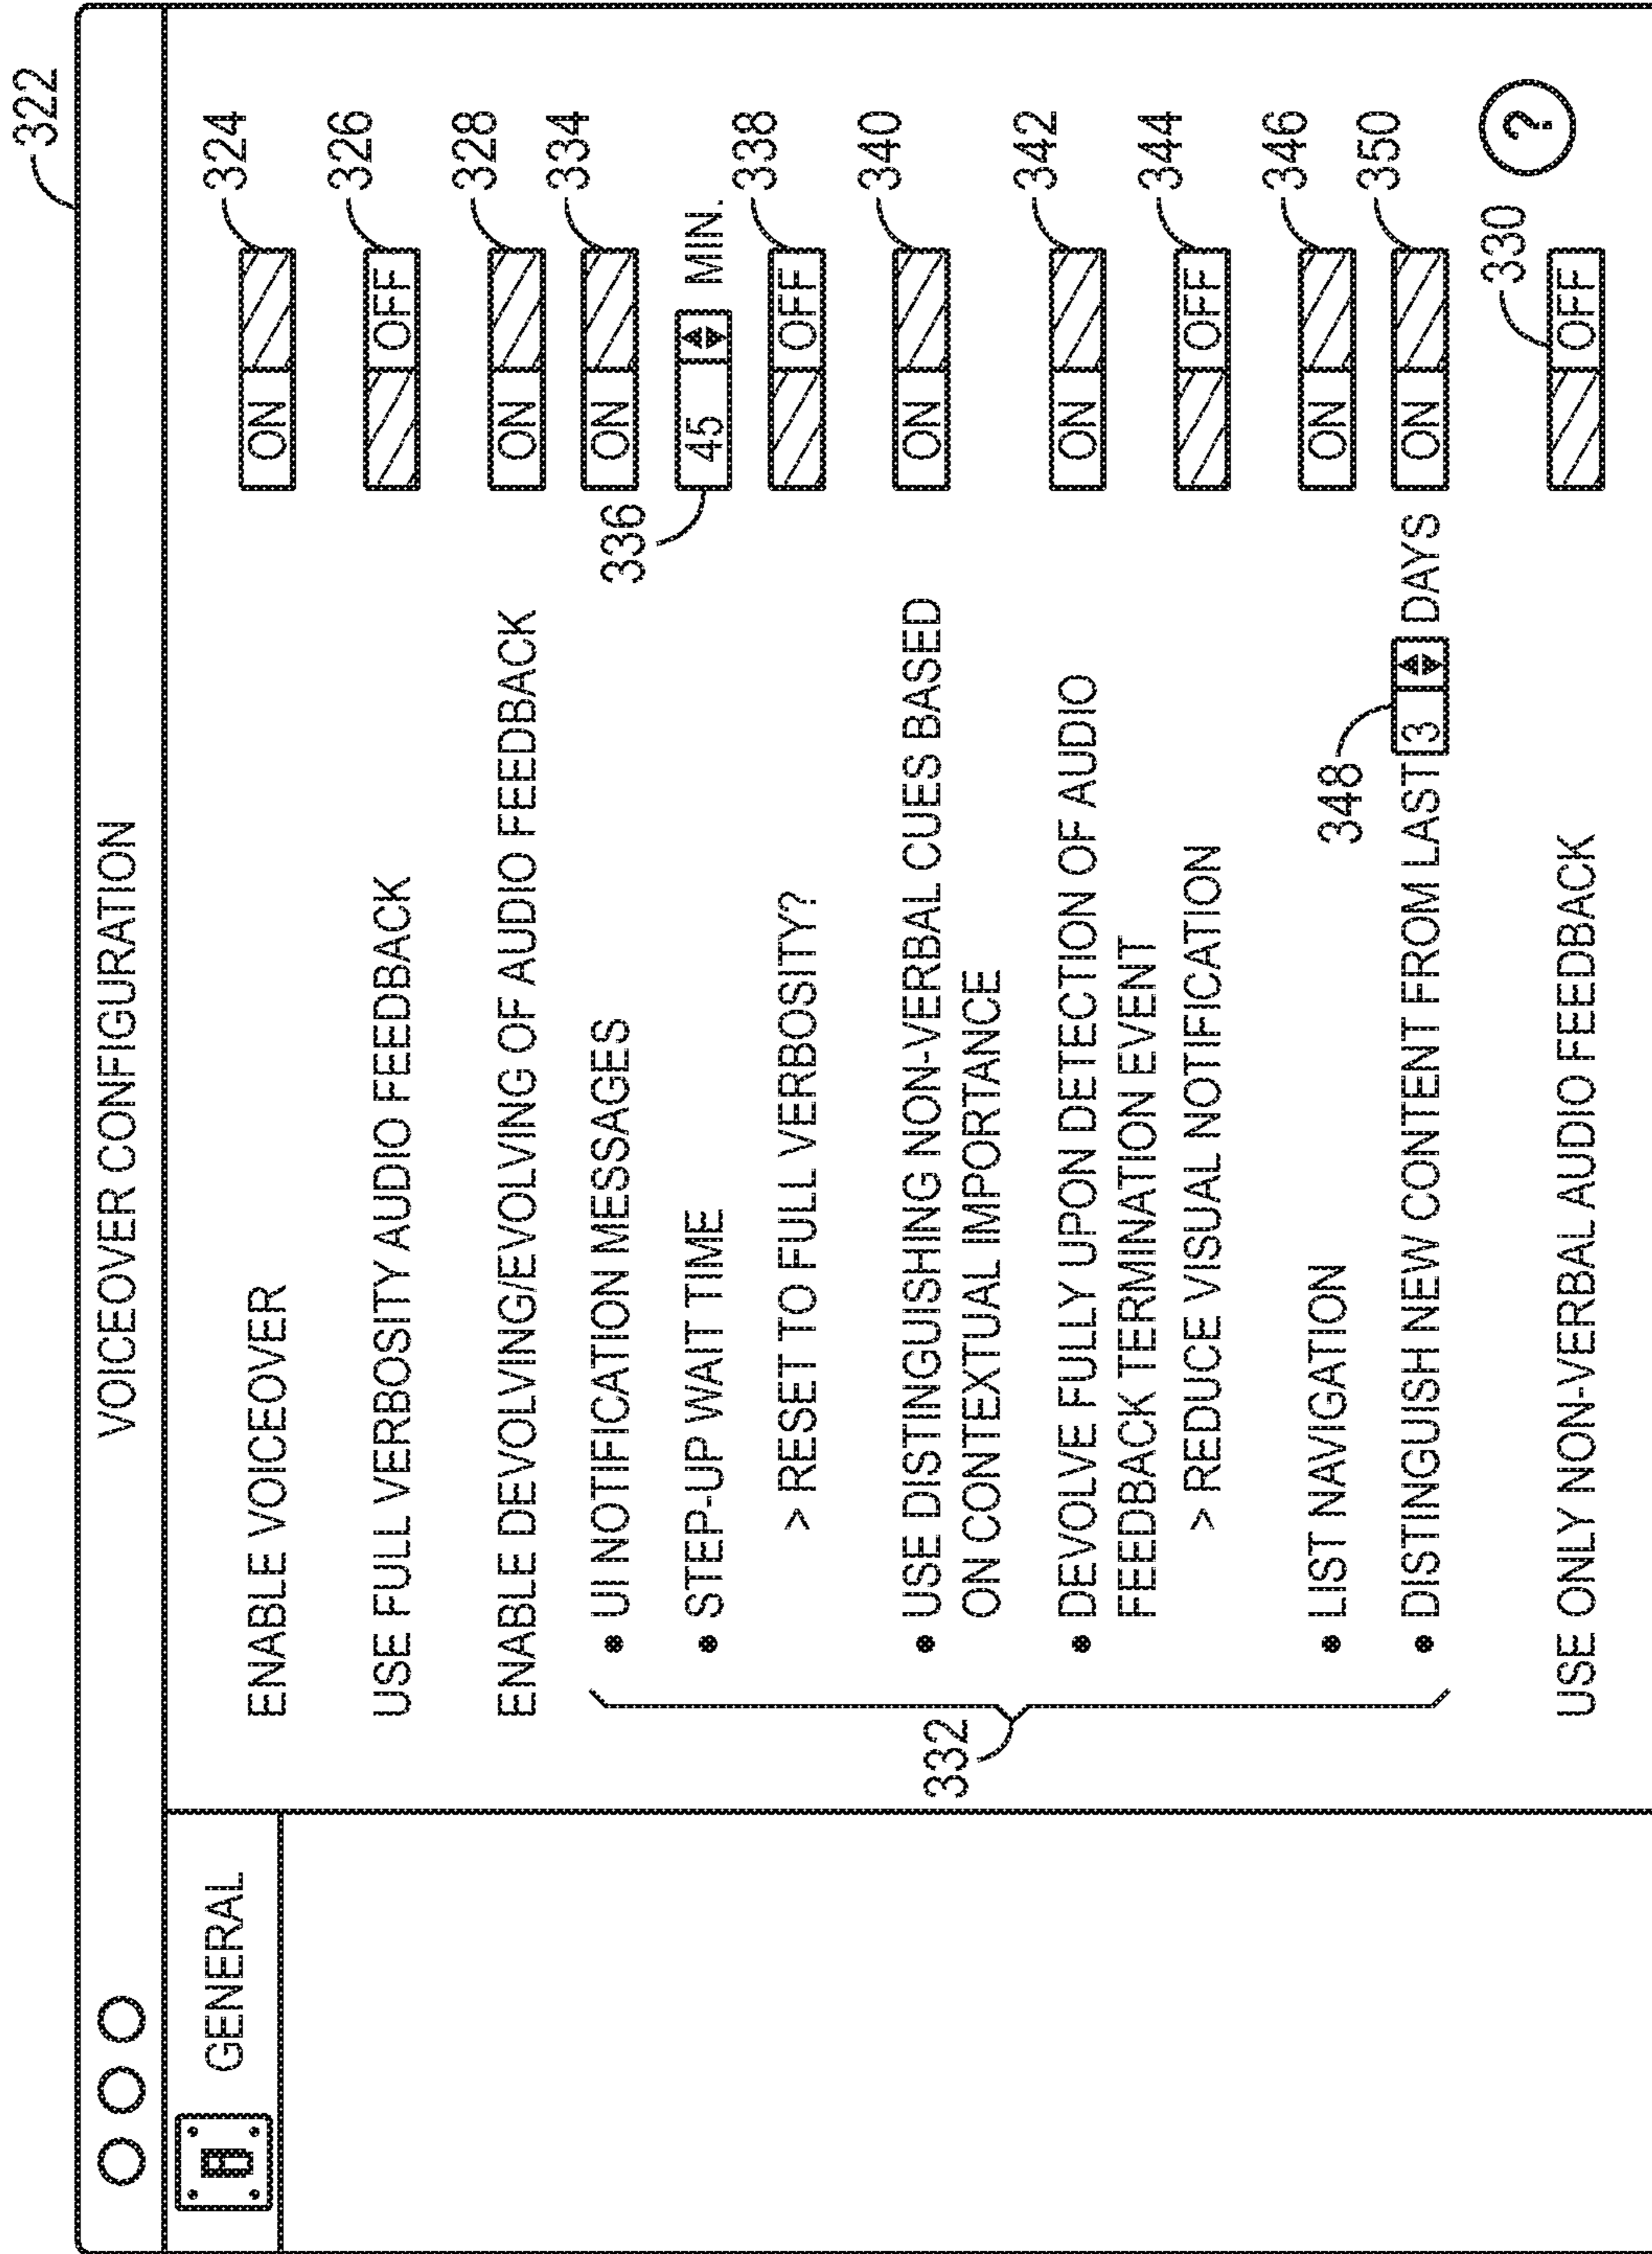 322
VOICEOVER CONFIGURATION
GENERAL
ENABLE VOICEOVER ON 324
USE FULL VERBOSITY AUDIO FEEDBACK OFF 326
ENABLE DEVOLVING/EVOLVING OF AUDIO FEEDBACK ON 328
332
• UI NOTIFICATION MESSAGES ON 334
• STEP-UP WAIT TIME 336 45 MIN.
> RESET TO FULL VERBOSITY? OFF 338
• USE DISTINGUISHING NON-VERBAL CUES BASED ON 340
ON CONTEXTUAL IMPORTANCE
• DEVOLVE FULLY UPON DETECTION OF AUDIO ON 342
FEEDBACK TERMINATION EVENT
> REDUCE VISUAL NOTIFICATION OFF 344
• LIST NAVIGATION ON 346
348
• DISTINGUISH NEW CONTENT FROM LAST 3 DAYS ON 350
USE ONLY NON-VERBAL AUDIO FEEDBACK OFF 330
?